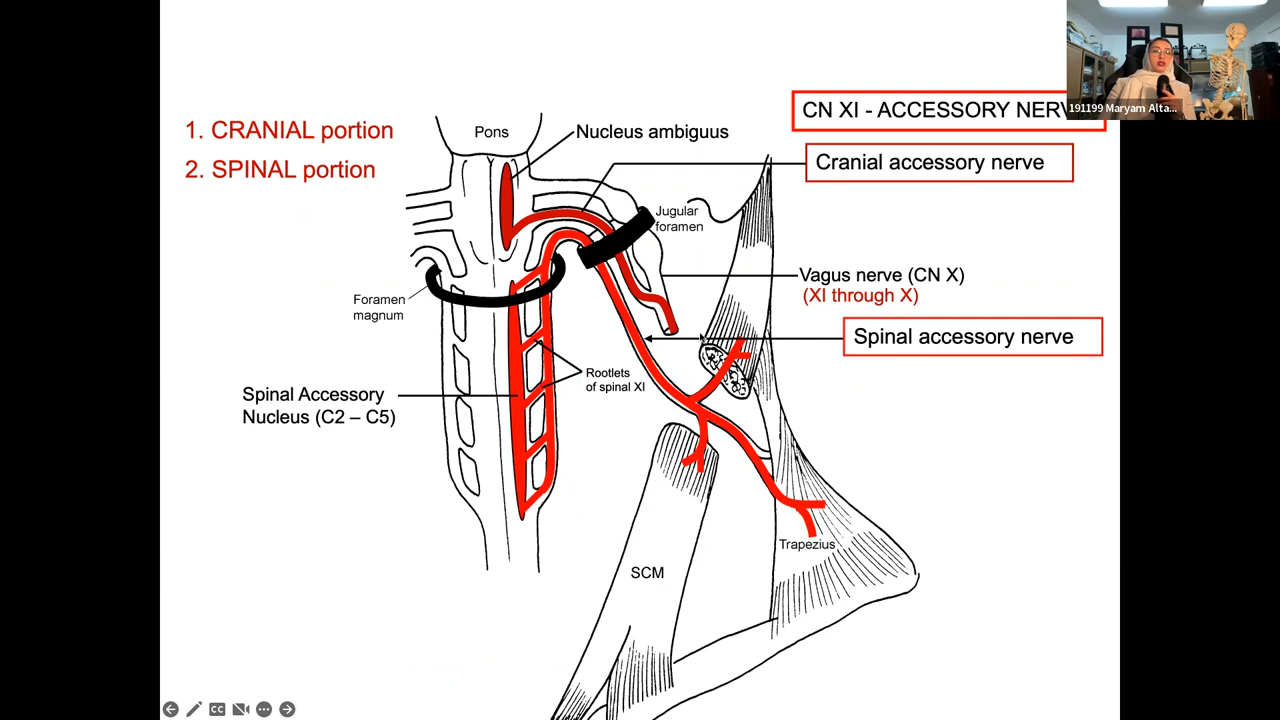 191199 Maryam Alta...
CN XI - ACCESSORY NERV
1. CRANIAL portion
2. SPINAL portion
Pons
Nucleus ambiguus
Cranial accessory nerve
Jugular
foramen
Vagus nerve (CN X)
(XI through X)
Foramen
magnum
Spinal accessory nerve
Rootlets
of spinal XI
Spinal Accessory
Nucleus (C2 – C5)
Trapezius
SCM
CC